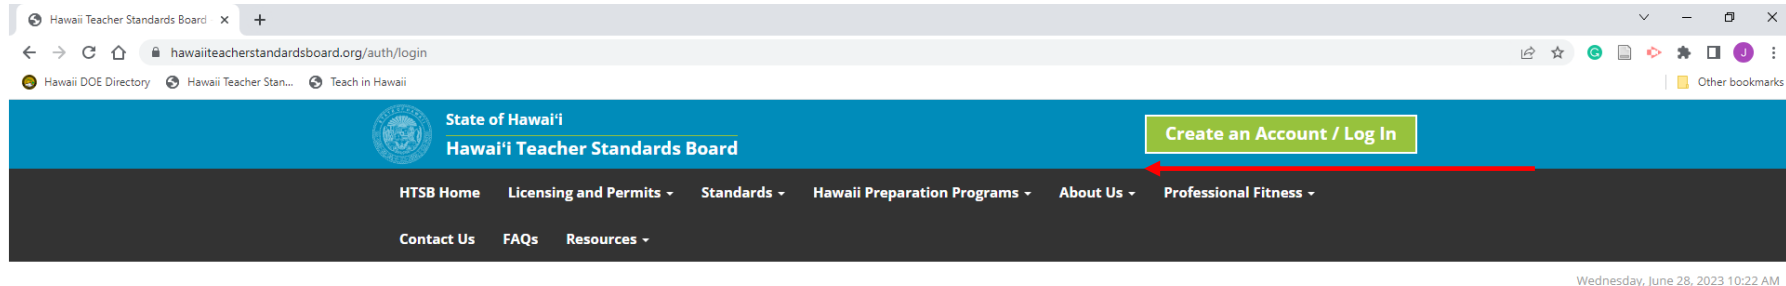 Hawaii Teacher Standards Board
hawaiiteacherstandardsboard.org/auth/login
J
Hawaii DOE Directory Hawaii Teacher Stan... Teach in Hawaii Other bookmarks
State of Hawaiʻi
Hawaiʻi Teacher Standards Board
Create an Account / Log In
HTSB Home Licensing and Permits Standards Hawaii Preparation Programs About Us Professional Fitness
Contact Us FAQs Resources
Wednesday, June 28, 2023 10:22 AM